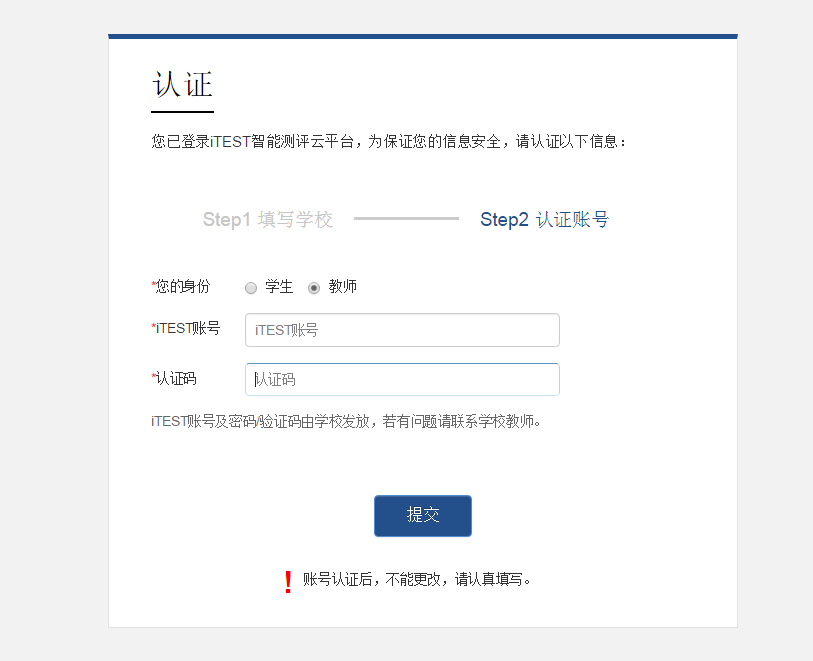 认证
您已登录iTEST智能测评云平台，为保证您的信息安全，请认证以下信息：
Step1 填写学校 Step2 认证账号
*您的身份 学生 教师
*iTEST账号 iTEST账号
*认证码 认证码
iTEST账号及密码/验证码由学校发放，若有问题请联系学校教师。
提交
! 账号认证后，不能更改，请认真填写。